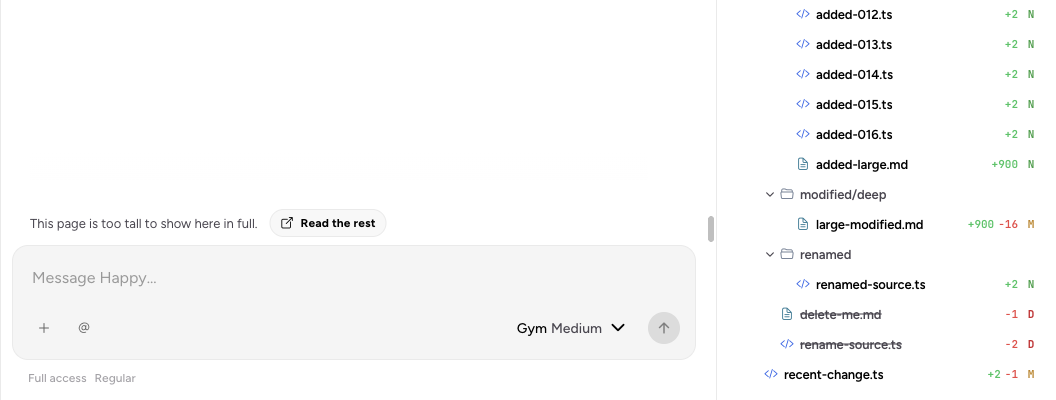 This page is too tall to show here in full. Read the rest
Message Happy...
@
Gym Medium
Full access Regular
added-012.ts +2 N
added-013.ts +2 N
added-014.ts +2 N
added-015.ts +2 N
added-016.ts +2 N
added-large.md +900 N
modified/deep
large-modified.md +900 -16 M
renamed
renamed-source.ts +2 N
delete-me.md -1 D
rename-source.ts -2 D
recent-change.ts +2 -1 M